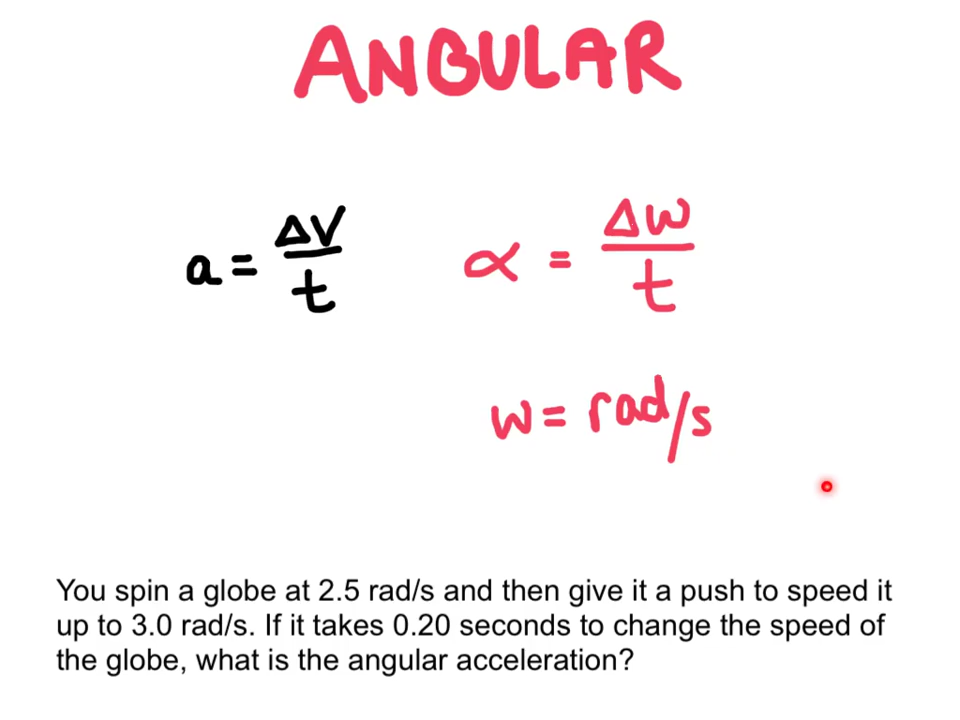 ANGULAR
a = ΔV/t α = Δw/t
w = rad/s
You spin a globe at 2.5 rad/s and then give it a push to speed it
up to 3.0 rad/s. If it takes 0.20 seconds to change the speed of
the globe, what is the angular acceleration?